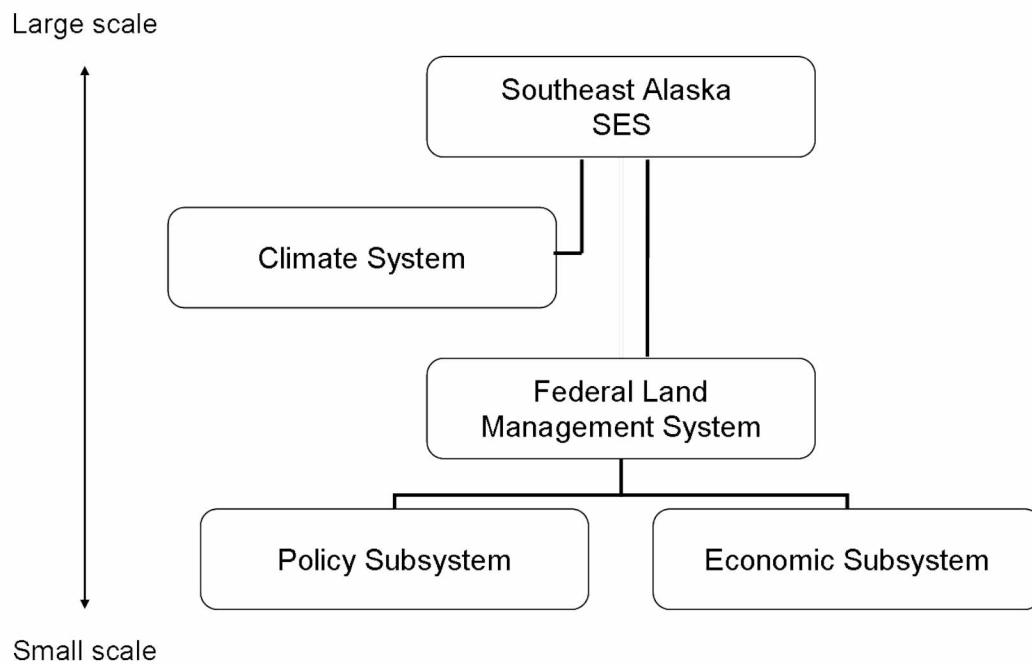 Large scale
Southeast Alaska
SES
Climate System
Federal Land
Management System
Policy Subsystem
Economic Subsystem
Small scale